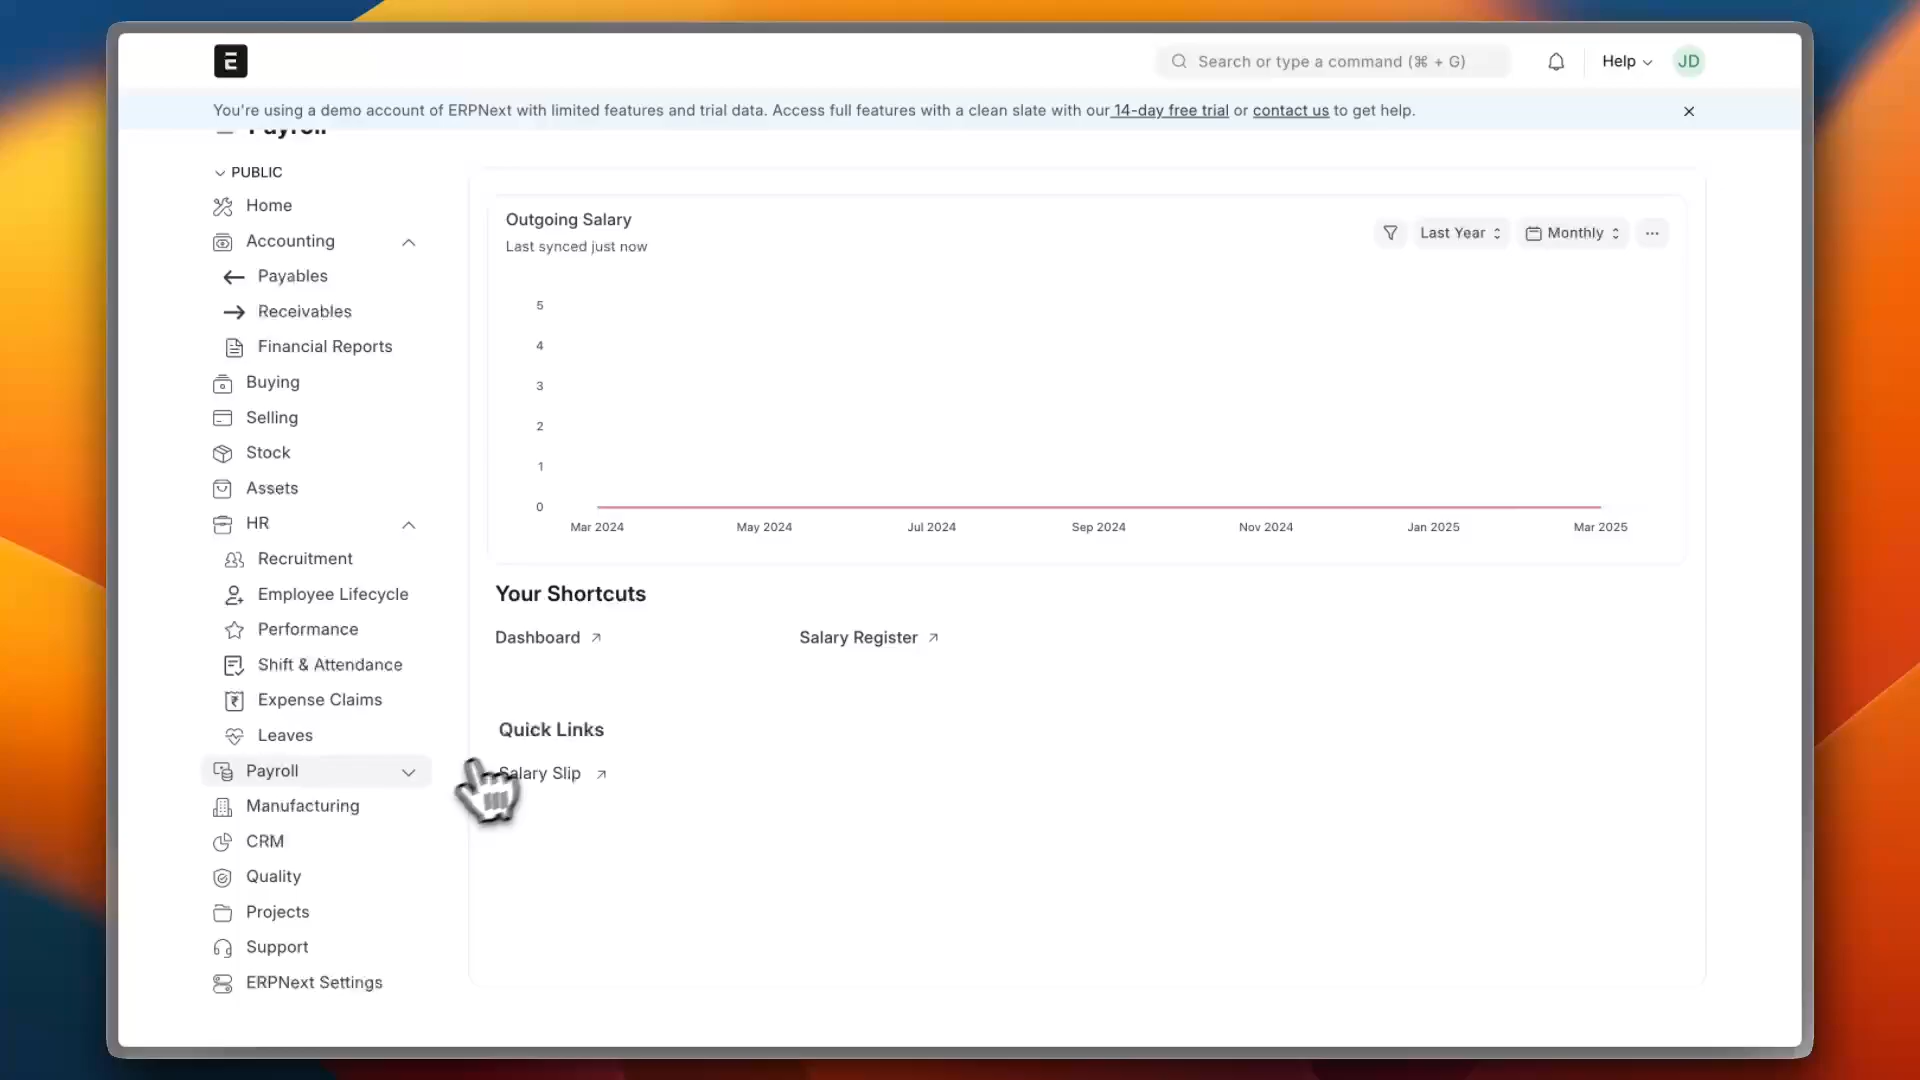 E
Search or type a command (⌘ + G)
Help
JD
You're using a demo account of ERPNext with limited features and trial data. Access full features with a clean slate with our 14-day free trial or contact us to get help.
Payroll
PUBLIC
Home
Accounting
Payables
Receivables
Financial Reports
Buying
Selling
Stock
Assets
HR
Recruitment
Employee Lifecycle
Performance
Shift & Attendance
Expense Claims
Leaves
Payroll
Manufacturing
CRM
Quality
Projects
Support
ERPNext Settings
Outgoing Salary
Last synced just now
Last Year
Monthly
5
4
3
2
1
0
Mar 2024 May 2024 Jul 2024 Sep 2024 Nov 2024 Jan 2025 Mar 2025
Your Shortcuts
Dashboard
Salary Register
Quick Links
Salary Slip